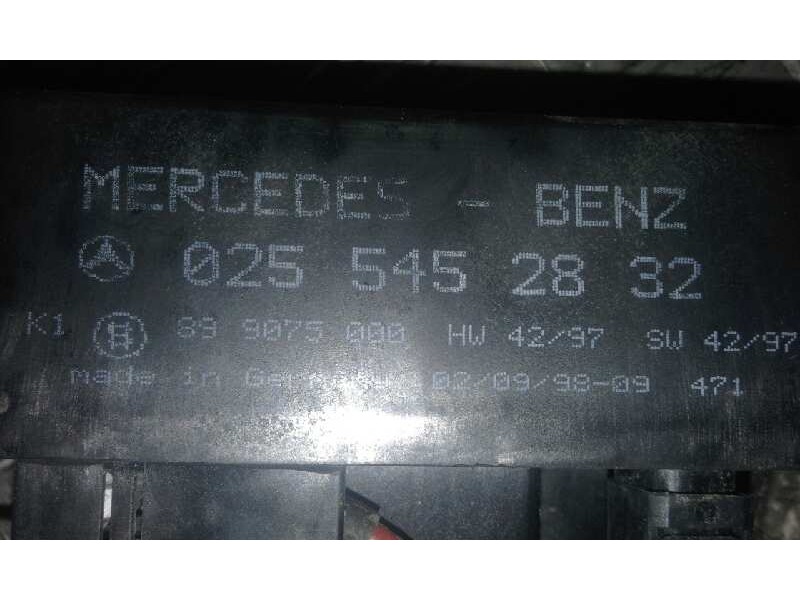 MERCEDES - BENZ
025 545 28 32
K1 89 9075 000 HW 42/97 SW 42/97
made in Germany 02/09/98-09 471